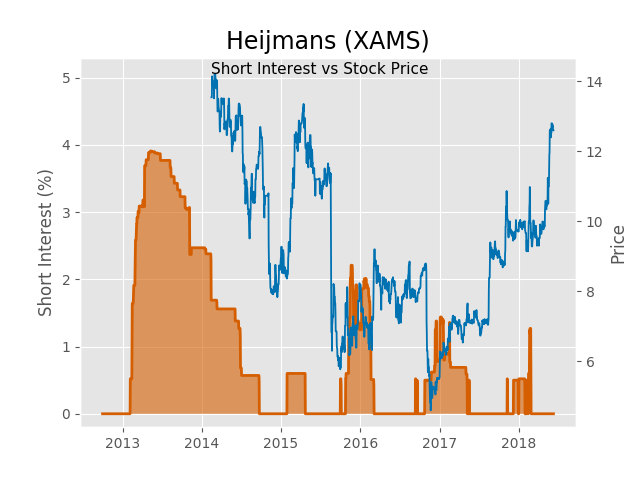 Heijmans (XAMS)
Short Interest vs Stock Price
Short Interest (%)
5
4
3
2
1
0
14
12
10
8
6
Price
2013 2014 2015 2016 2017 2018